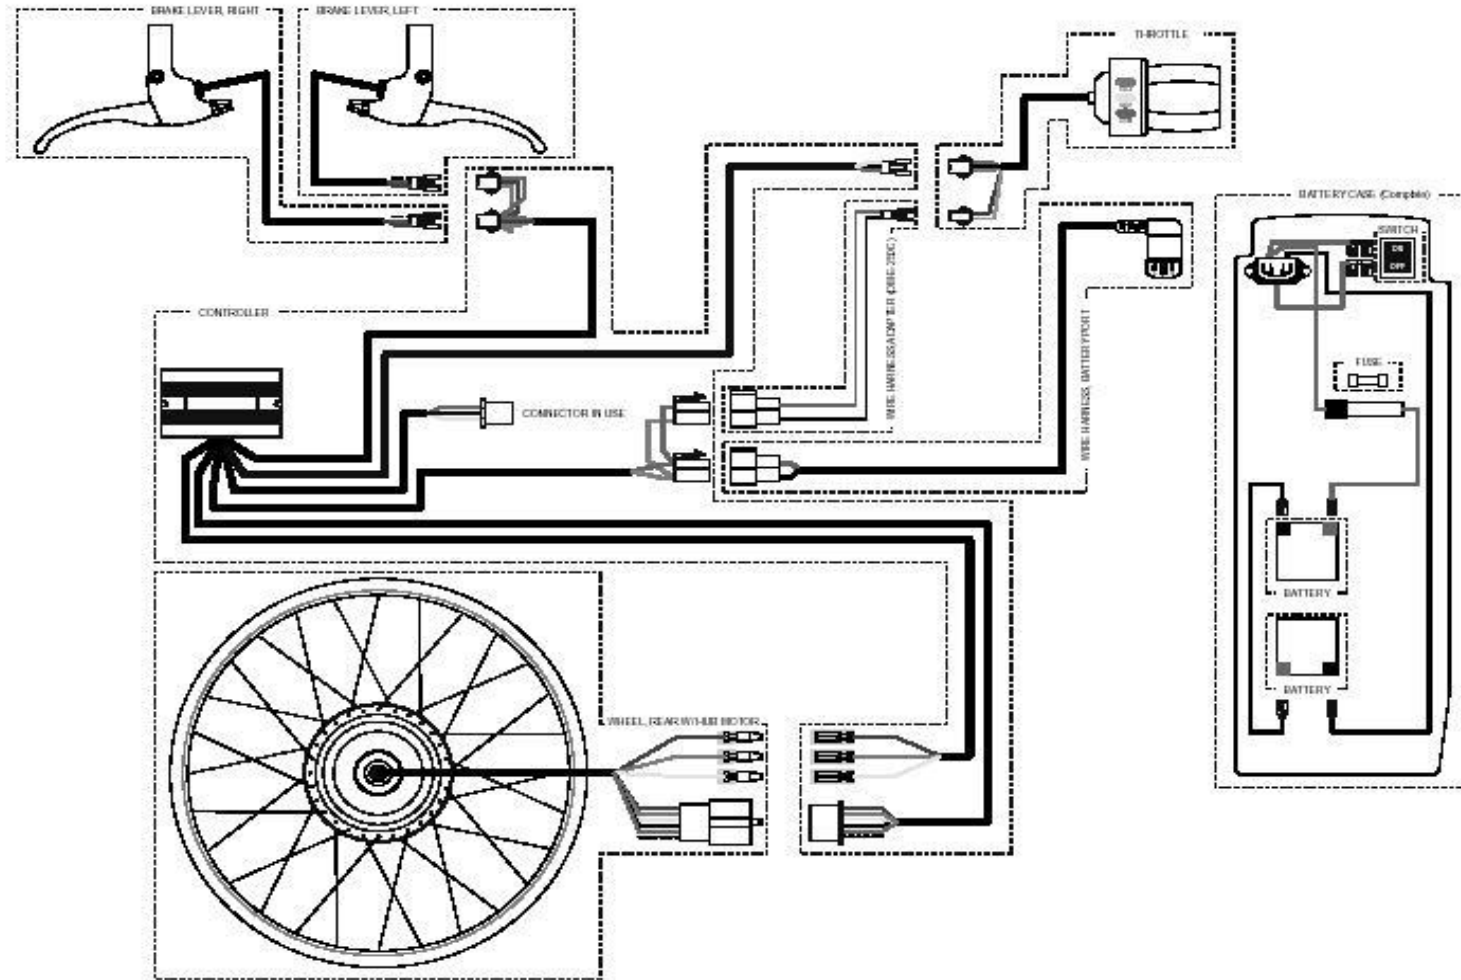 BRAKE LEVER, RIGHT
BRAKE LEVER, LEFT
THROTTLE
BATTERY CASE (Complete)
SWITCH
ON
OFF
CONTROLLER
WIRE HARNESS ADAPTER
WIRE HARNESS, BATTERY PORT
FUSE
CONNECTOR IN USE
BATTERY
BATTERY
WHEEL, REAR W/HUB MOTOR